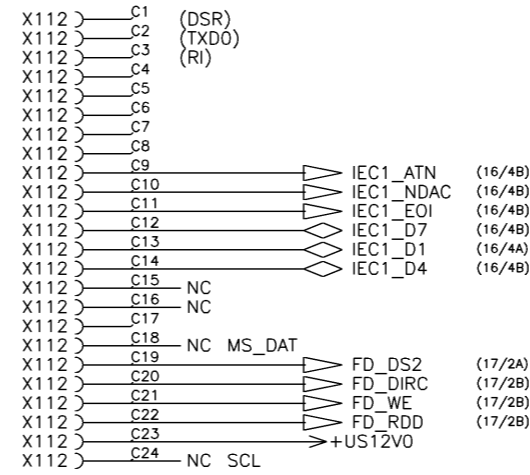 X112 C1 (DSR)
X112 C2 (TXD0)
X112 C3 (RI)
X112 C4
X112 C5
X112 C6
X112 C7
X112 C8
X112 C9 IEC1_ATN (16/4B)
X112 C10 IEC1_NDAC (16/4B)
X112 C11 IEC1_EOI (16/4B)
X112 C12 IEC1_D7 (16/4B)
X112 C13 IEC1_D1 (16/4A)
X112 C14 IEC1_D4 (16/4B)
X112 C15 NC
X112 C16 NC
X112 C17
X112 C18 NC MS_DAT
X112 C19 FD_DS2 (17/2A)
X112 C20 FD_DIRC (17/2B)
X112 C21 FD_WE (17/2B)
X112 C22 FD_RDD (17/2B)
X112 C23 +US12V0
X112 C24 NC SCL